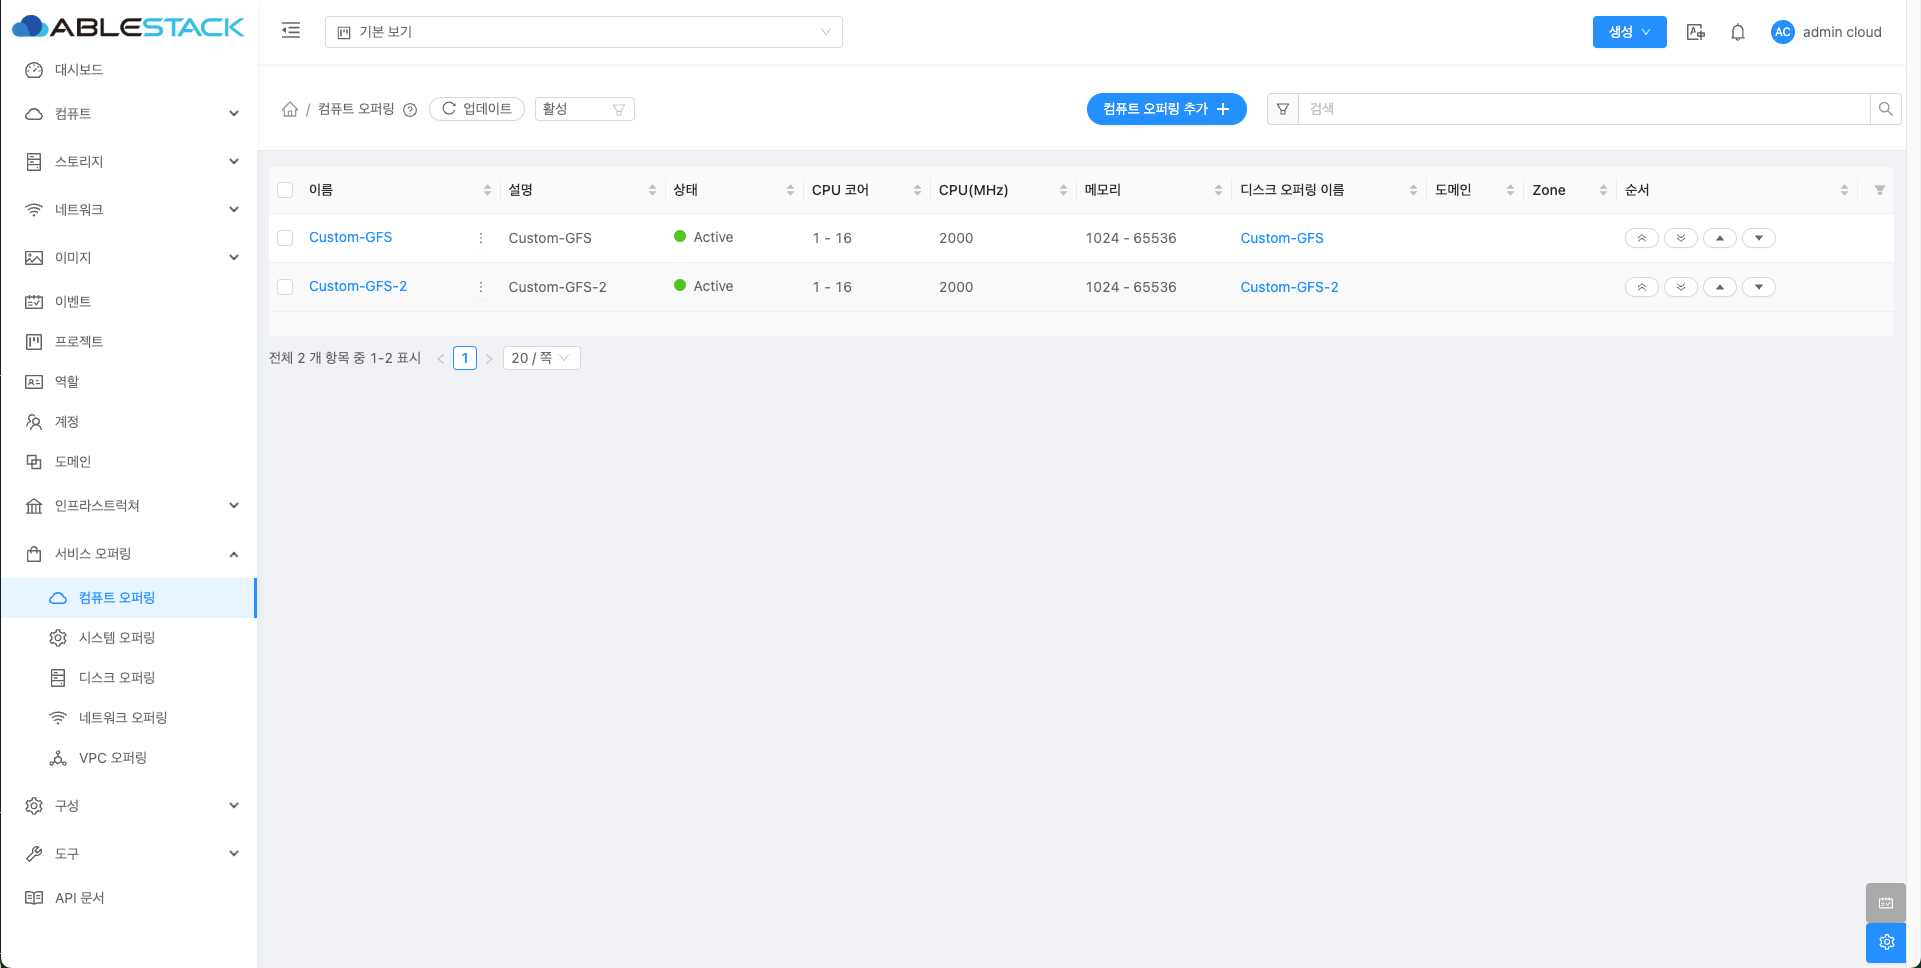 ABLESTACK
기본 보기
생성
AC admin cloud
대시보드
컴퓨트
스토리지
네트워크
이미지
이벤트
프로젝트
역할
계정
도메인
인프라스트럭쳐
서비스 오퍼링
컴퓨트 오퍼링
시스템 오퍼링
디스크 오퍼링
네트워크 오퍼링
VPC 오퍼링
구성
도구
API 문서
/ 컴퓨트 오퍼링 업데이트 활성
컴퓨트 오퍼링 추가 검색
이름 설명 상태 CPU 코어 CPU(MHz) 메모리 디스크 오퍼링 이름 도메인 Zone 순서
Custom-GFS Custom-GFS Active 1 - 16 2000 1024 - 65536 Custom-GFS
Custom-GFS-2 Custom-GFS-2 Active 1 - 16 2000 1024 - 65536 Custom-GFS-2
전체 2 개 항목 중 1-2 표시 < 1 > 20 / 쪽